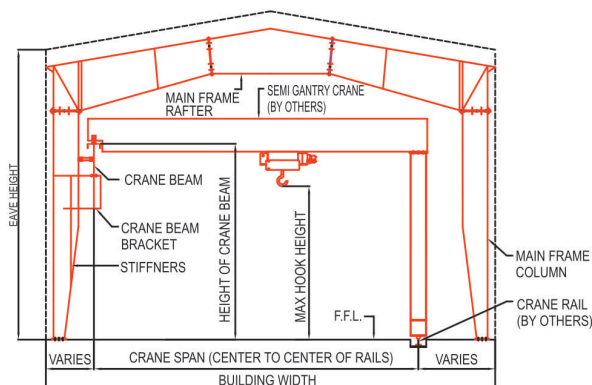 SEMI GANTRY CRANE
(BY OTHERS)
MAIN FRAME
RAFTER
EAVE HEIGHT
CRANE BEAM
CRANE BEAM
BRACKET
STIFFNERS
HEIGHT OF CRANE BEAM
MAX HOOK HEIGHT
MAIN FRAME
COLUMN
CRANE RAIL
(BY OTHERS)
F.F.L.
VARIES
CRANE SPAN (CENTER TO CENTER OF RAILS)
VARIES
BUILDING WIDTH